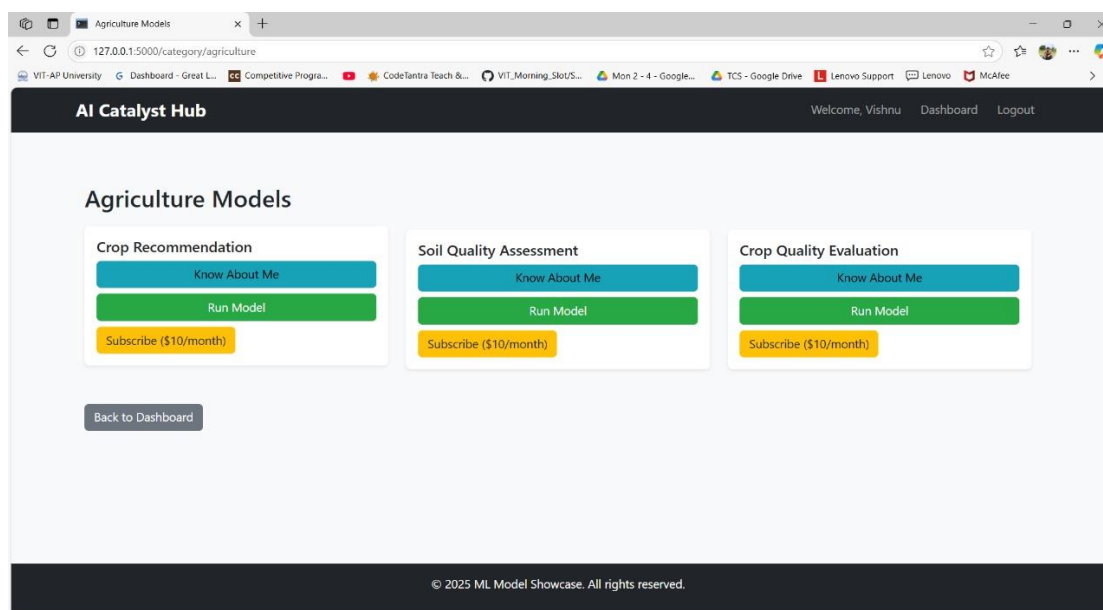 Agriculture Models
127.0.0.1:5000/category/agriculture
VIT-AP University Dashboard - Great L... Competitive Progra... CodeTantra Teach &... VIT_Morning_Slot/S... Mon 2 - 4 - Google... TCS - Google Drive Lenovo Support Lenovo McAfee
AI Catalyst Hub Welcome, Vishnu Dashboard Logout
Agriculture Models
Crop Recommendation
Know About Me
Run Model
Subscribe ($10/month)
Soil Quality Assessment
Know About Me
Run Model
Subscribe ($10/month)
Crop Quality Evaluation
Know About Me
Run Model
Subscribe ($10/month)
Back to Dashboard
© 2025 ML Model Showcase. All rights reserved.